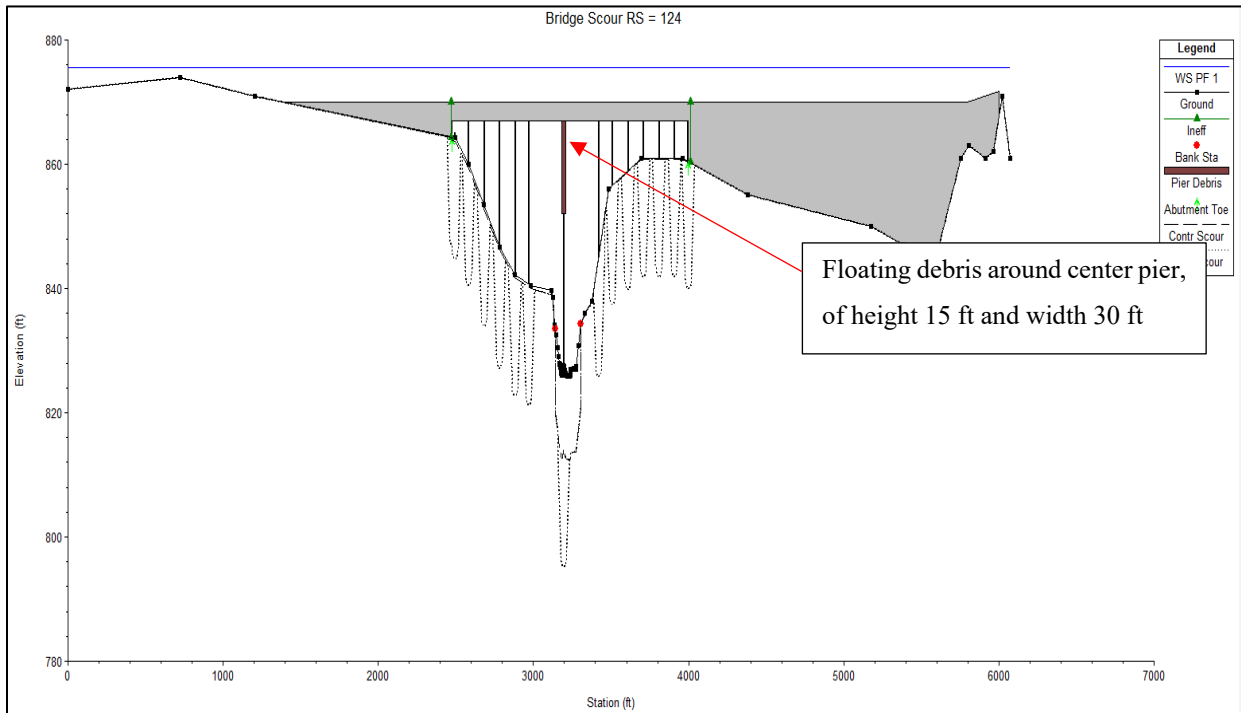 Bridge Scour RS = 124
880
860
840
820
800
780
Elevation (ft)
0
1000
2000
3000
4000
5000
6000
7000
Station (ft)
Legend
WS PF 1
Ground
Ineff
Bank Sta
Pier Debris
Abutment Toe
Contr Scour
Floating debris around center pier,
of height 15 ft and width 30 ft